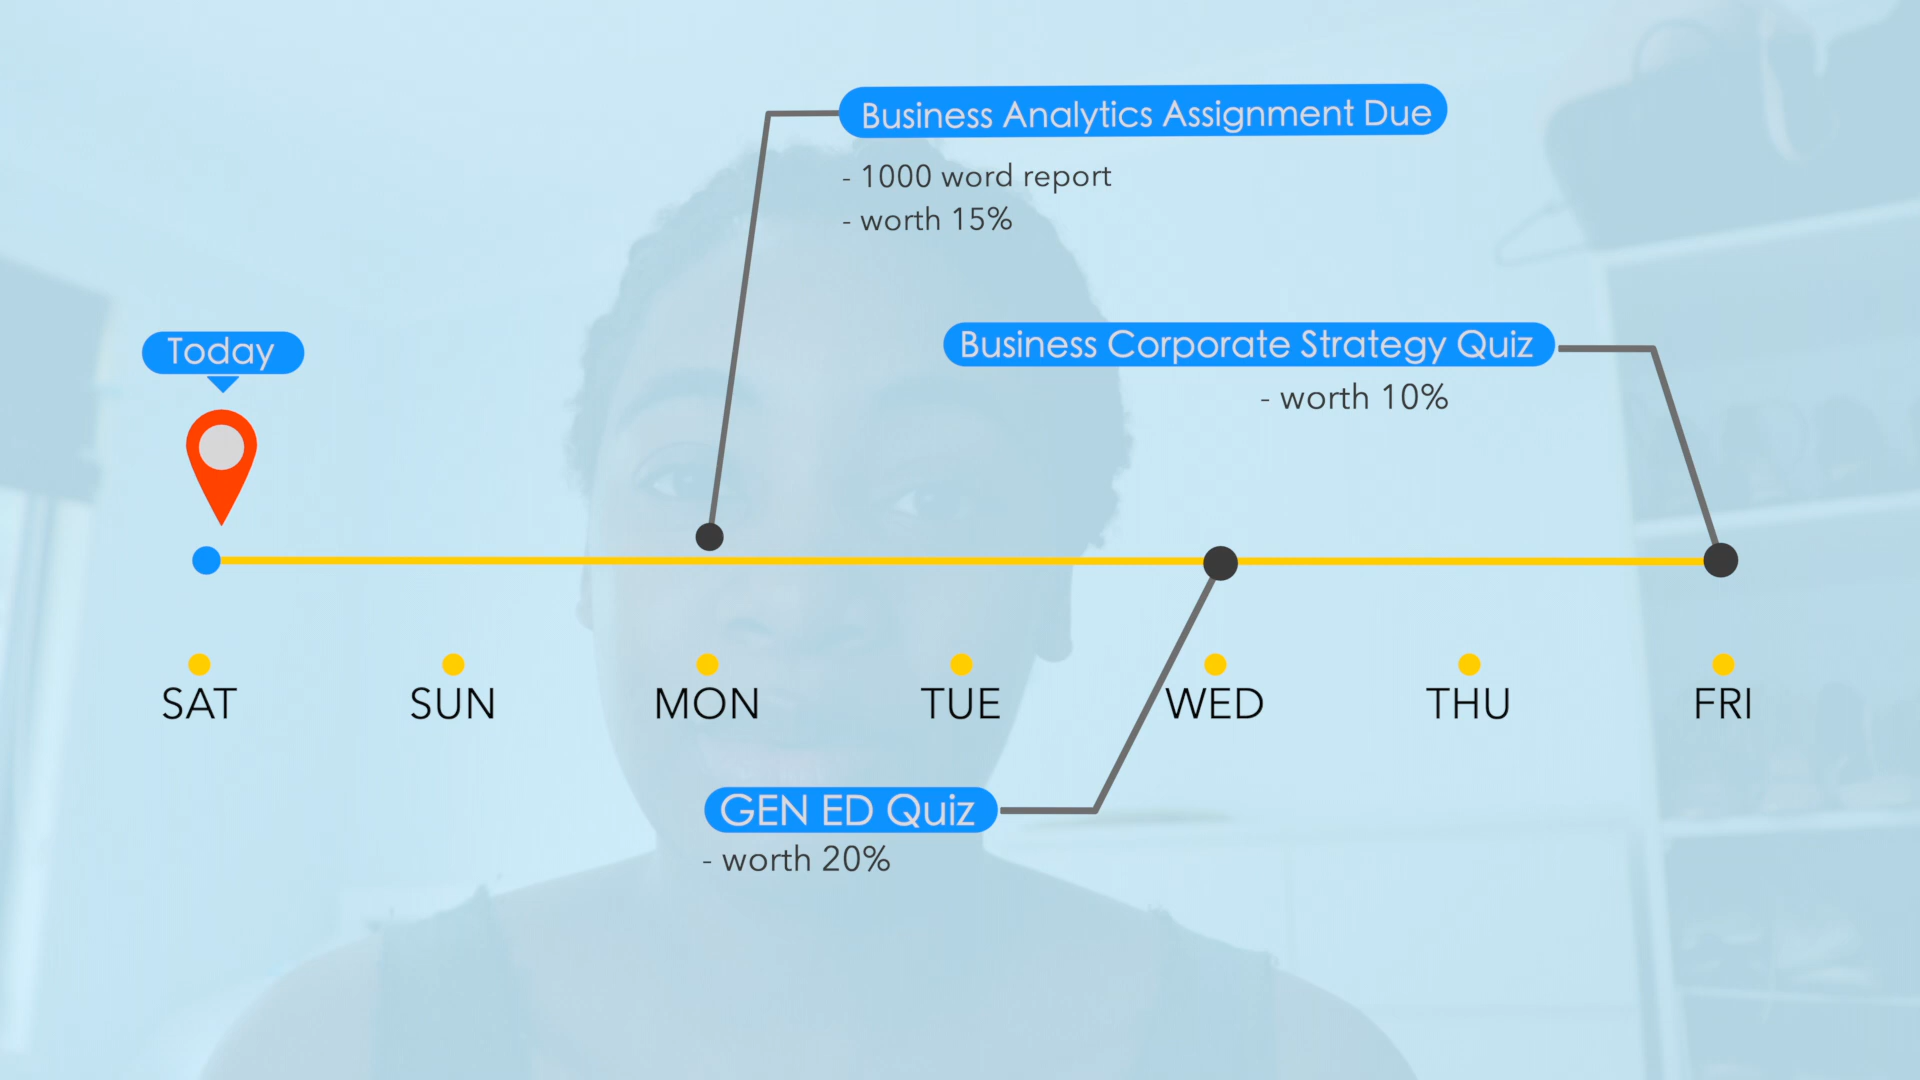 Business Analytics Assignment Due
- 1000 word report
- worth 15%
Today
Business Corporate Strategy Quiz
- worth 10%
SAT SUN MON TUE WED THU FRI
GEN ED Quiz
- worth 20%